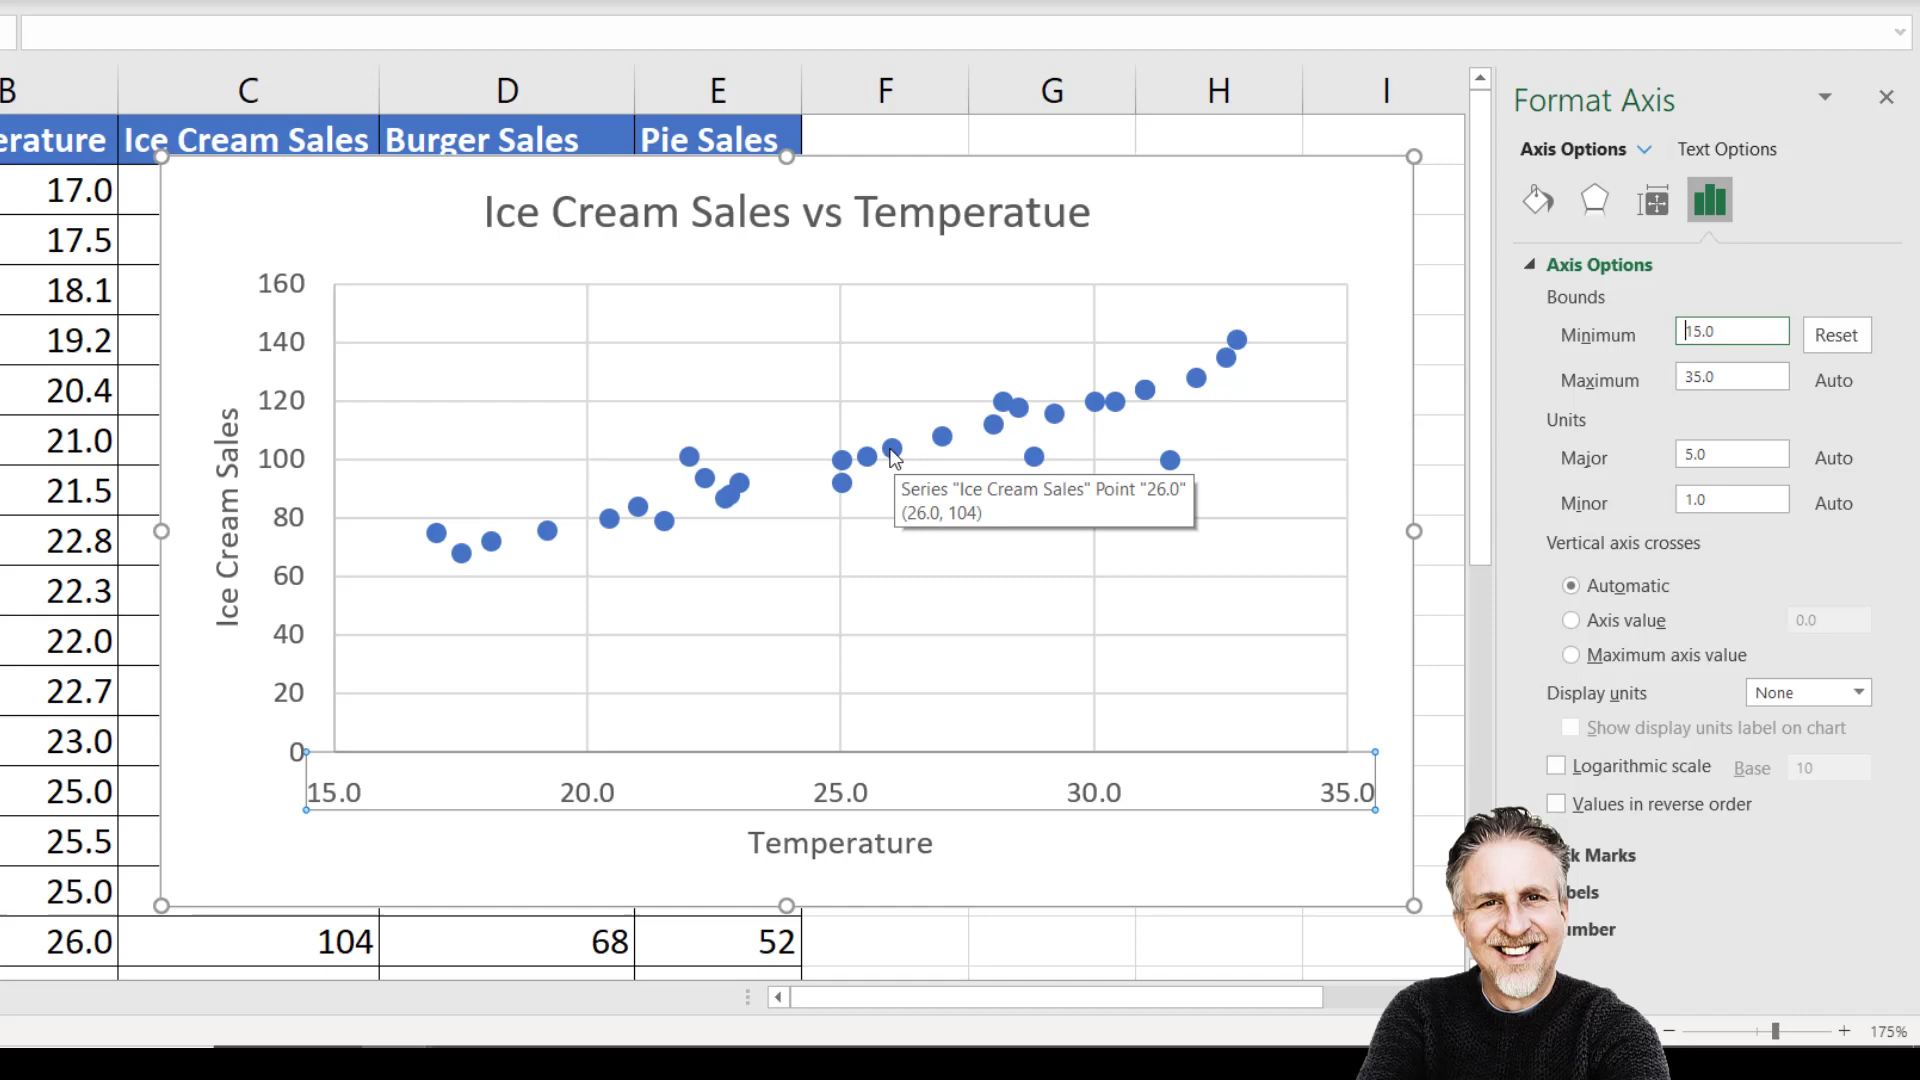 B C D E F G H I
erature Ice Cream Sales Burger Sales Pie Sales
17.0
17.5
18.1
19.2
20.4
21.0
21.5
22.8
22.3
22.0
22.7
23.0
25.0
25.5
25.0
26.0 104 68 52
Ice Cream Sales vs Temperatue
Ice Cream Sales
160
140
120
100
80
60
40
20
0
15.0 20.0 25.0 30.0 35.0
Temperature
Series "Ice Cream Sales" Point "26.0"
(26.0, 104)
Format Axis
Axis Options Text Options
Axis Options
Bounds
Minimum 15.0 Reset
Maximum 35.0 Auto
Units
Major 5.0 Auto
Minor 1.0 Auto
Vertical axis crosses
Automatic
Axis value 0.0
Maximum axis value
Display units None
Show display units label on chart
Logarithmic scale Base 10
Values in reverse order
k Marks
bels
umber
175%